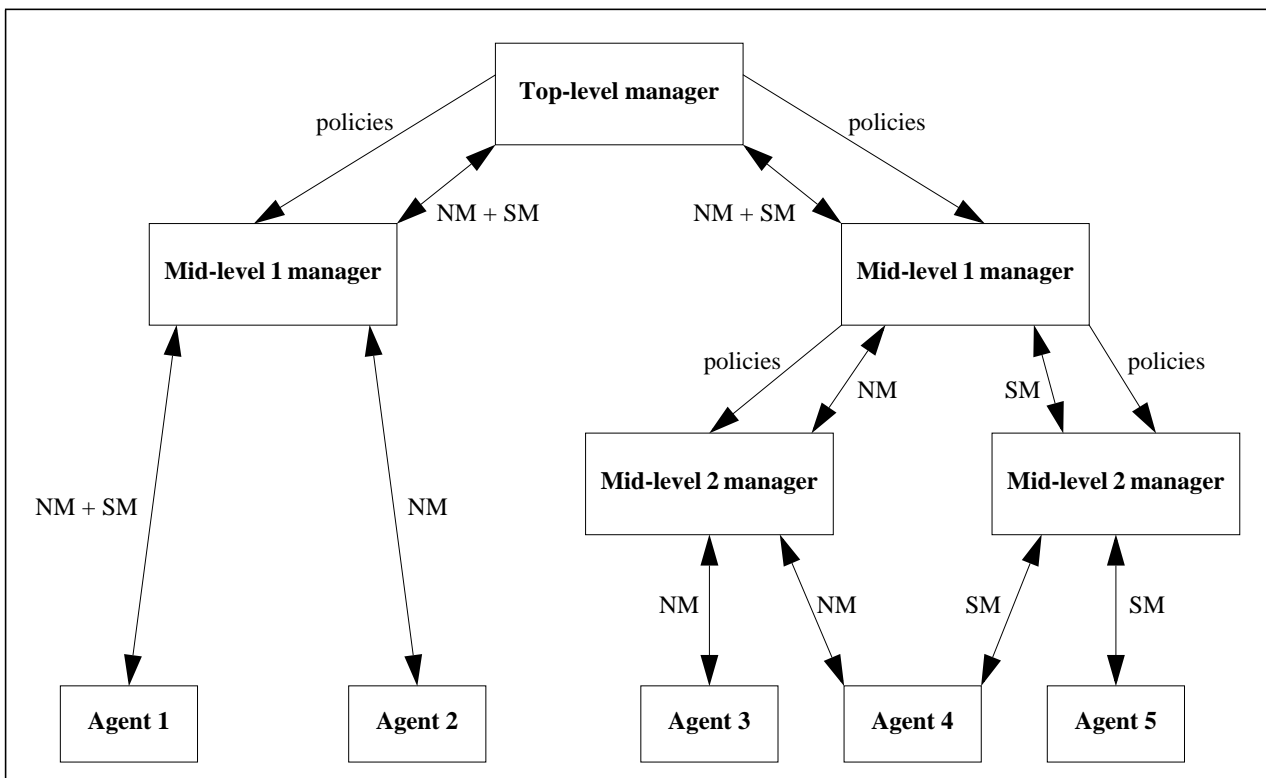 Top-level manager
policies
policies
NM + SM
NM + SM
Mid-level 1 manager
Mid-level 1 manager
policies
NM
SM
policies
Mid-level 2 manager
Mid-level 2 manager
NM + SM
NM
NM
NM
SM
SM
Agent 1
Agent 2
Agent 3
Agent 4
Agent 5